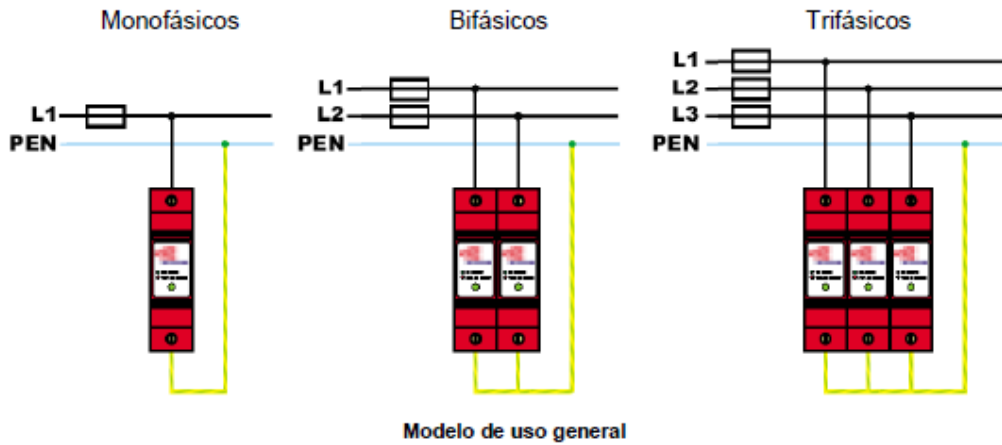 Monofásicos
Bifásicos
Trifásicos
L1
PEN
L1
L2
PEN
L1
L2
L3
PEN
Modelo de uso general